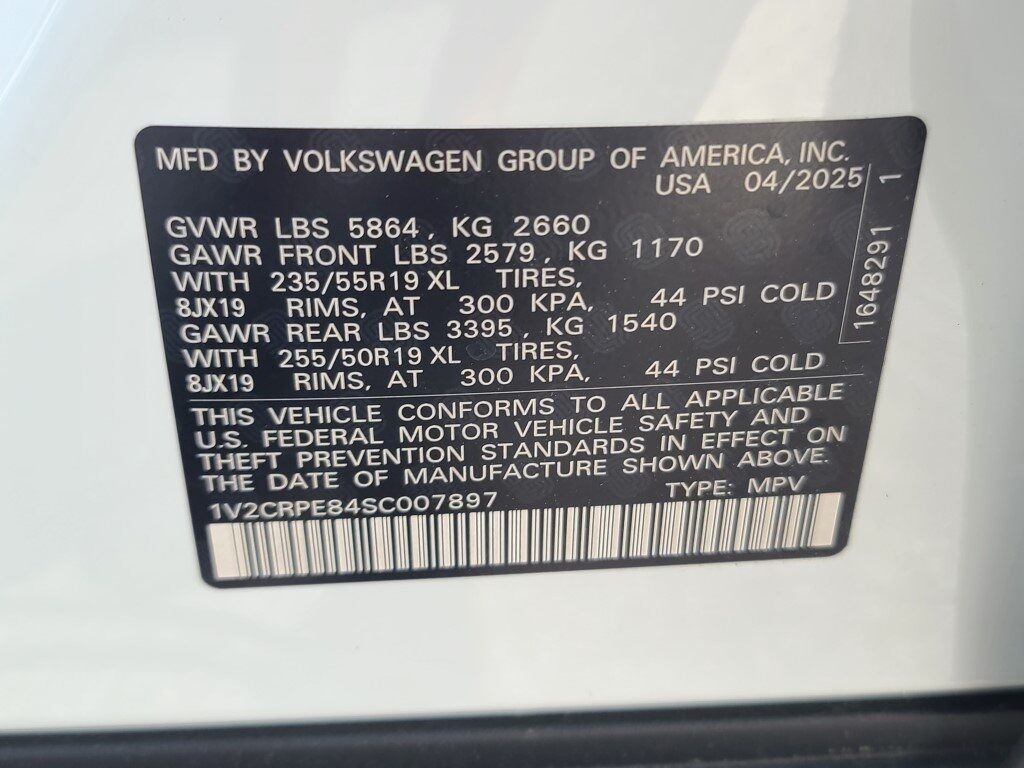 MFD BY VOLKSWAGEN GROUP OF AMERICA, INC.
USA 04/2025
GVWR LBS 5864, KG 2660
GAWR FRONT LBS 2579, KG 1170
WITH 235/55R19 XL TIRES,
8JX19 RIMS, AT 300 KPA, 44 PSI COLD
GAWR REAR LBS 3395, KG 1540
WITH 255/50R19 XL TIRES,
8JX19 RIMS, AT 300 KPA, 44 PSI COLD
THIS VEHICLE CONFORMS TO ALL APPLICABLE
U.S. FEDERAL MOTOR VEHICLE SAFETY AND
THEFT PREVENTION STANDARDS IN EFFECT ON
THE DATE OF MANUFACTURE SHOWN ABOVE.
1V2CRPE84SC007897 TYPE: MPV
1648291 1